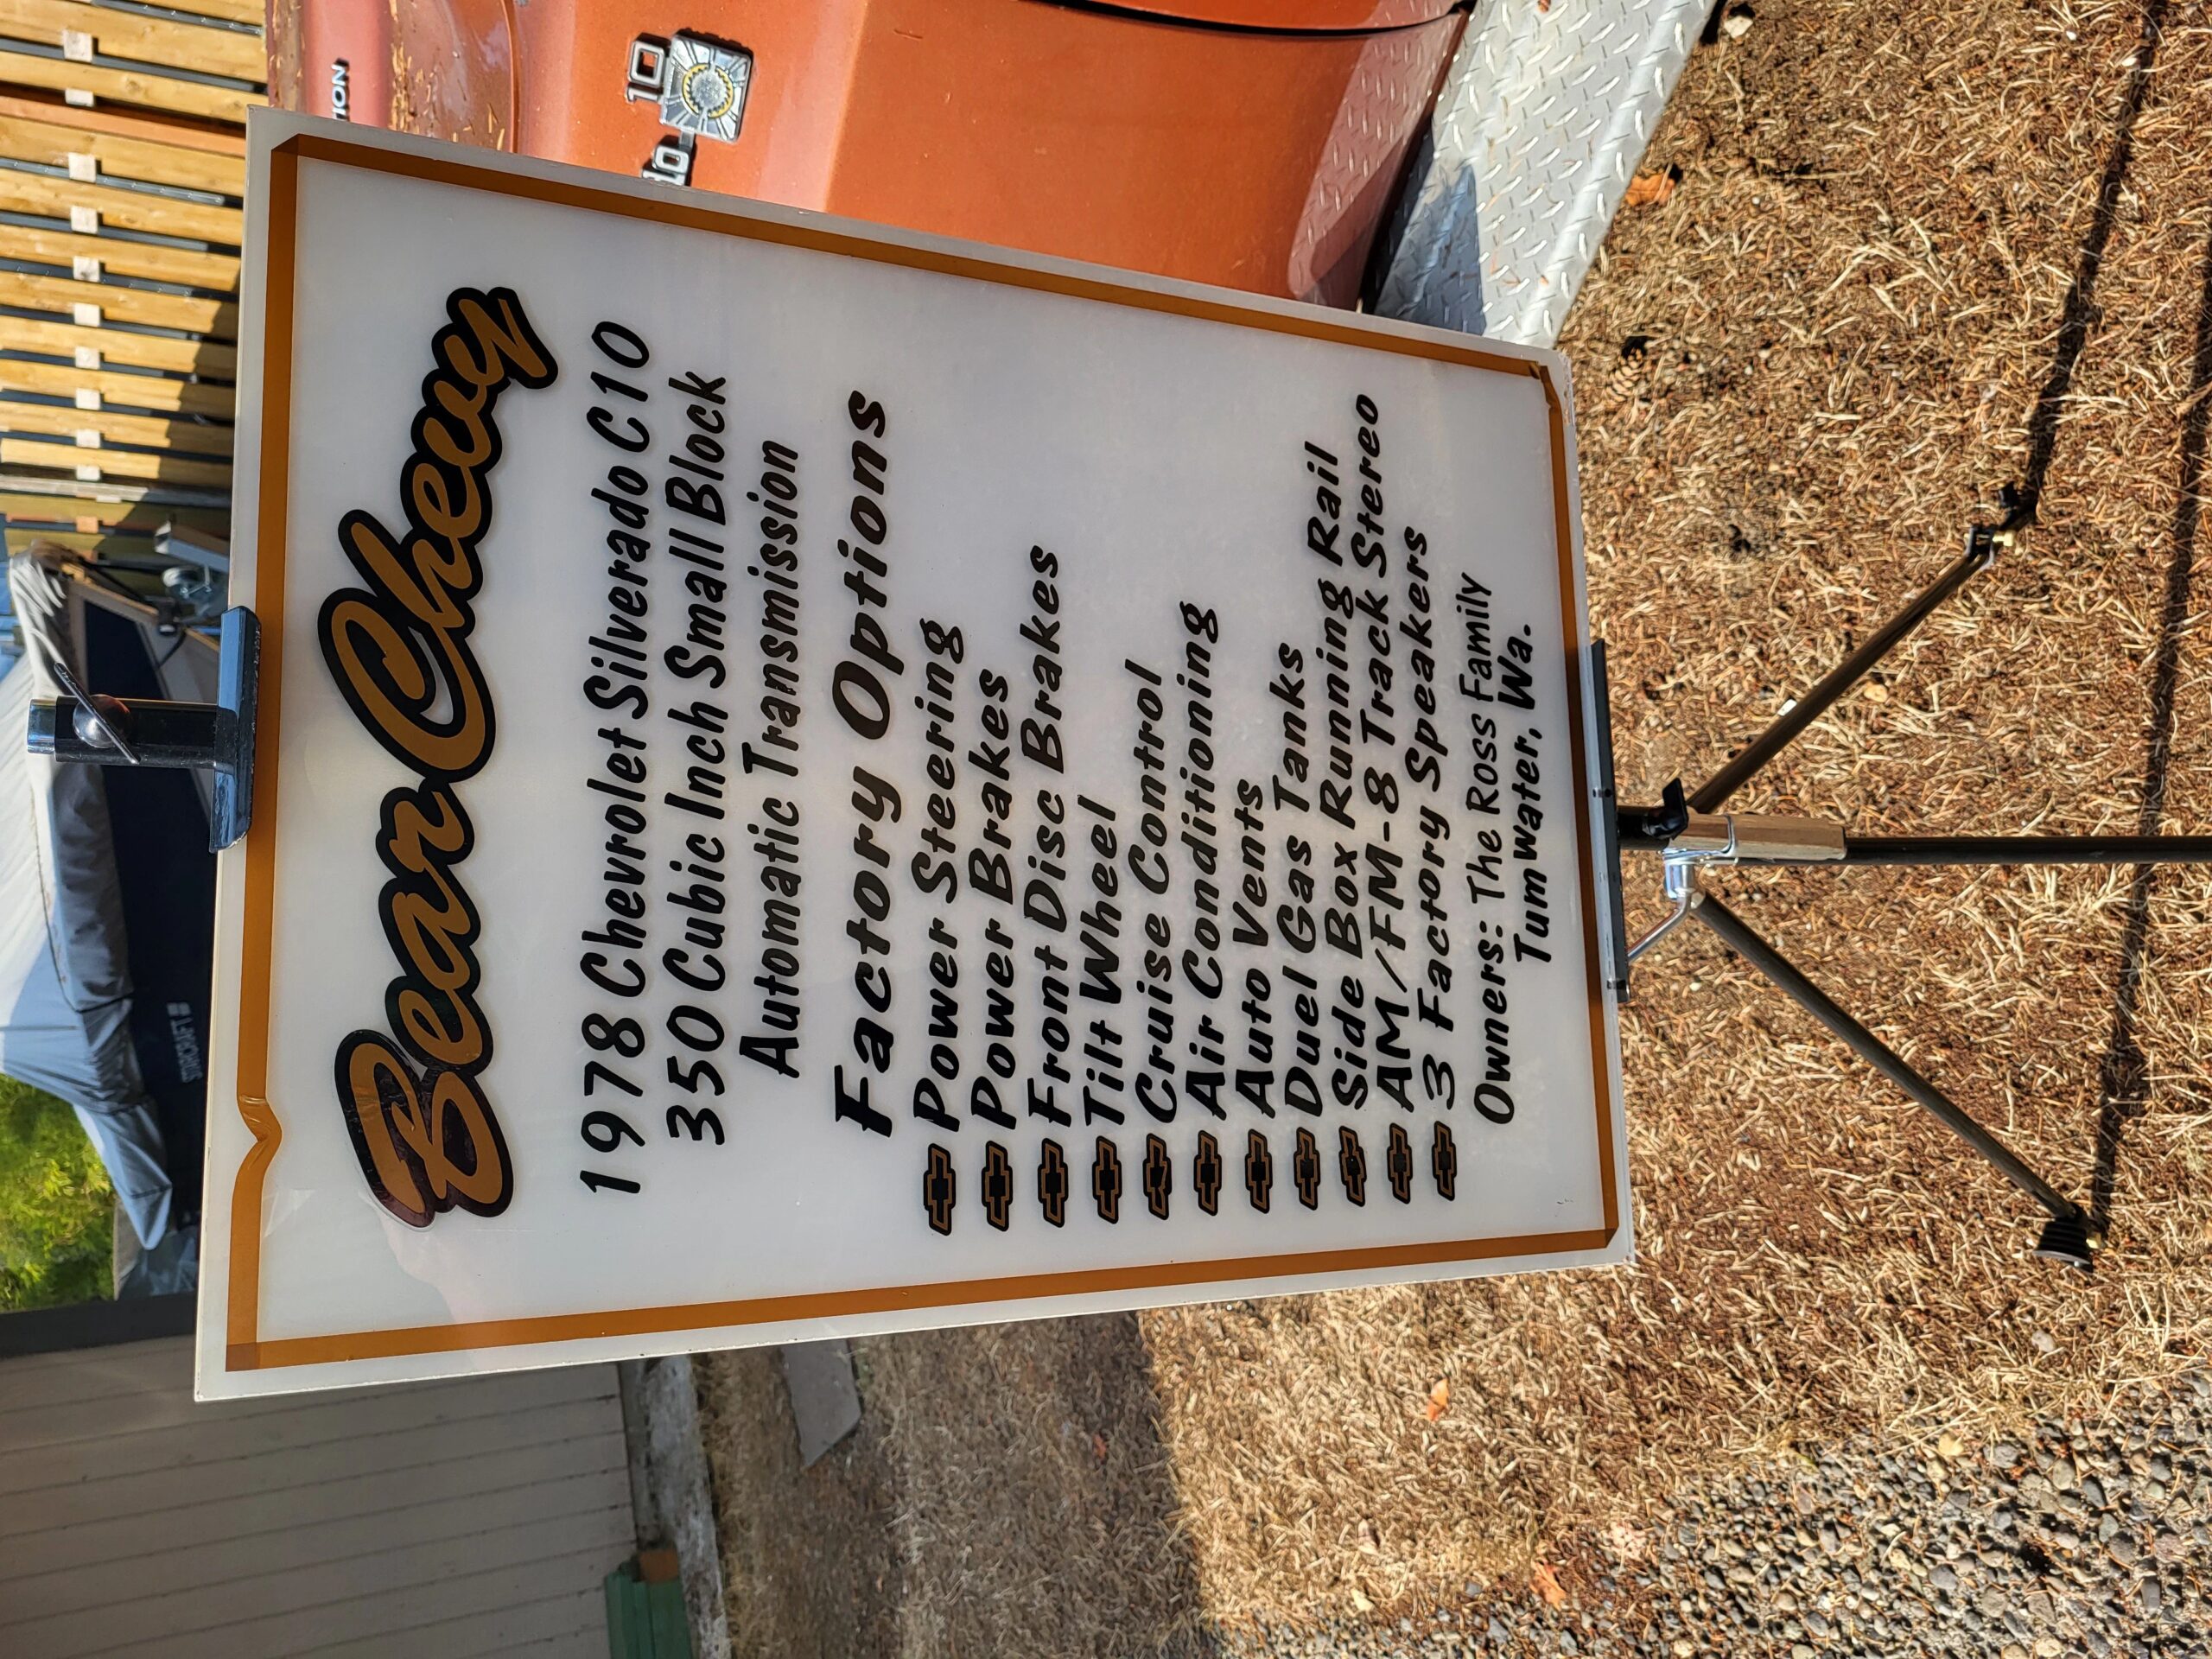 Bear Chevy
1978 Chevrolet Silverado C10
350 Cubic Inch Small Block
Automatic Transmission
Factory Options
Power Steering
Power Brakes
Front Disc Brakes
Tilt Wheel
Cruise Control
Air Conditioning
Auto Vents
Duel Gas Tanks
Side Box Running Rail
AM/FM-8 Track Stereo
3 Factory Speakers
Owners: The Ross Family
Tumwater, Wa.
10